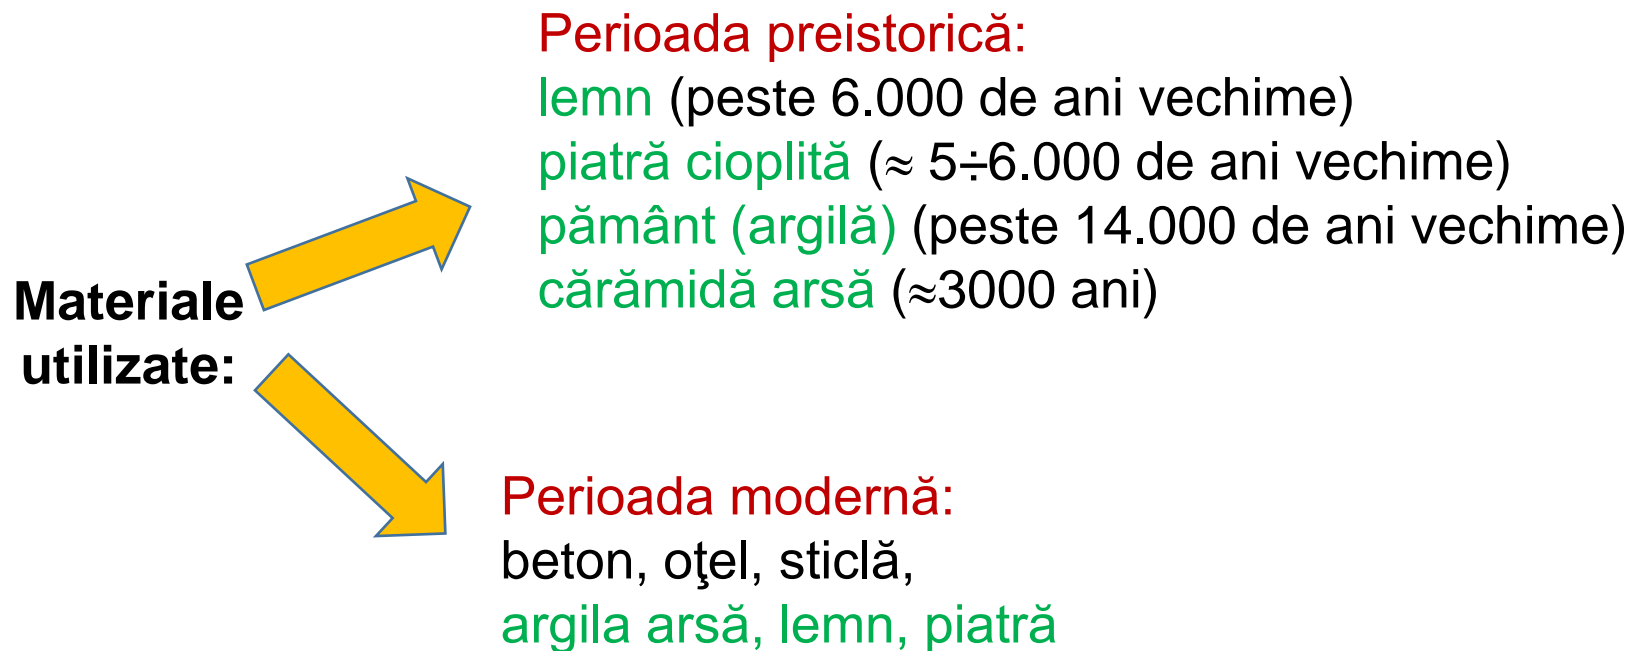 Materiale
utilizate:
Perioada preistorică:
lemn (peste 6.000 de ani vechime)
piatră cioplită (≈ 5÷6.000 de ani vechime)
pământ (argilă) (peste 14.000 de ani vechime)
cărămidă arsă (≈3000 ani)
Perioada modernă:
beton, oţel, sticlă,
argila arsă, lemn, piatră